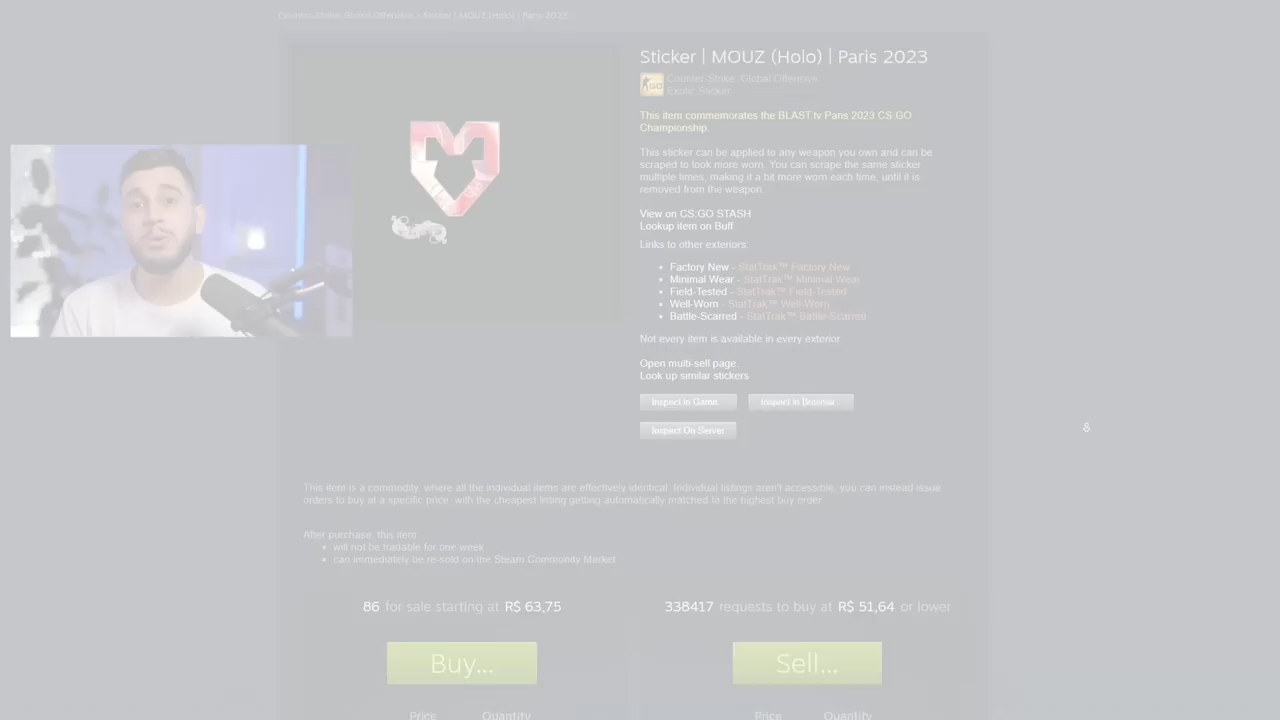 Counter-Strike: Global Offensive > Sticker | MOUZ (Holo) | Paris 2023
Sticker | MOUZ (Holo) | Paris 2023
GO
Counter-Strike: Global Offensive
Exotic Sticker
This item commemorates the BLAST.tv Paris 2023 CS:GO
Championship.
This sticker can be applied to any weapon you own and can be
scraped to look more worn. You can scrape the same sticker
multiple times, making it a bit more worn each time, until it is
removed from the weapon.
View on CS:GO STASH
Lookup item on Buff
Links to other exteriors:
• Factory New - StatTrak™ Factory New
• Minimal Wear - StatTrak™ Minimal Wear
• Field-Tested - StatTrak™ Field-Tested
• Well-Worn - StatTrak™ Well-Worn
• Battle-Scarred - StatTrak™ Battle-Scarred
Not every item is available in every exterior.
Open multi-sell page
Look up similar stickers
Inspect in Game... Inspect in Browser...
Inspect On Server
This item is a commodity, where all the individual items are effectively identical. Individual listings aren't accessible; you can instead issue
orders to buy at a specific price, with the cheapest listing getting automatically matched to the highest buy order.
After purchase, this item:
• will not be tradable for one week
• can immediately be re-sold on the Steam Community Market
86 for sale starting at R$ 63,75 338417 requests to buy at R$ 51,64 or lower
Buy... Sell...
Price Quantity Price Quantity